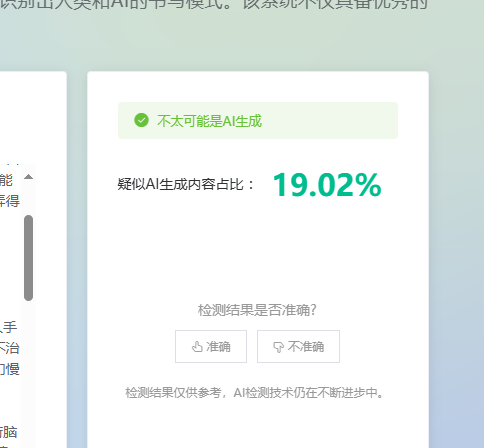 识别出人类和AI的书写模式。该系统不仅具备优秀的
不太可能是AI生成
能
弄得
疑似AI生成内容占比： 19.02%
检测结果是否准确?
人手
准确 不准确
不治
们慢
检测结果仅供参考，AI检测技术仍在不断进步中。